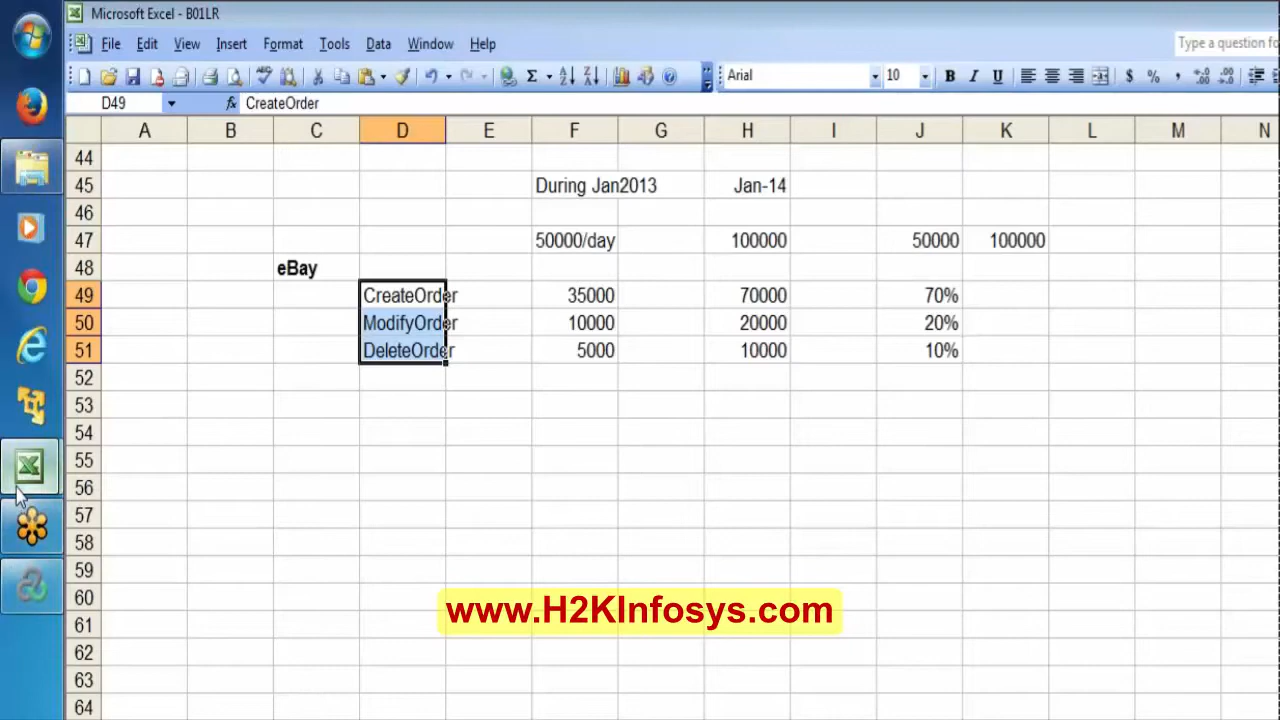 Microsoft Excel - B01LR
File Edit View Insert Format Tools Data Window Help
Type a question fo
Arial 10 B I U $ %
D49 fx CreateOrder
A B C D E F G H I J K L M N
44
45 During Jan2013 Jan-14
46
47 50000/day 100000 50000 100000
48 eBay
49 CreateOrder 35000 70000 70%
50 ModifyOrder 10000 20000 20%
51 DeleteOrder 5000 10000 10%
52
53
54
55
56
57
58
59
60
www.H2KInfosys.com
61
62
63
64